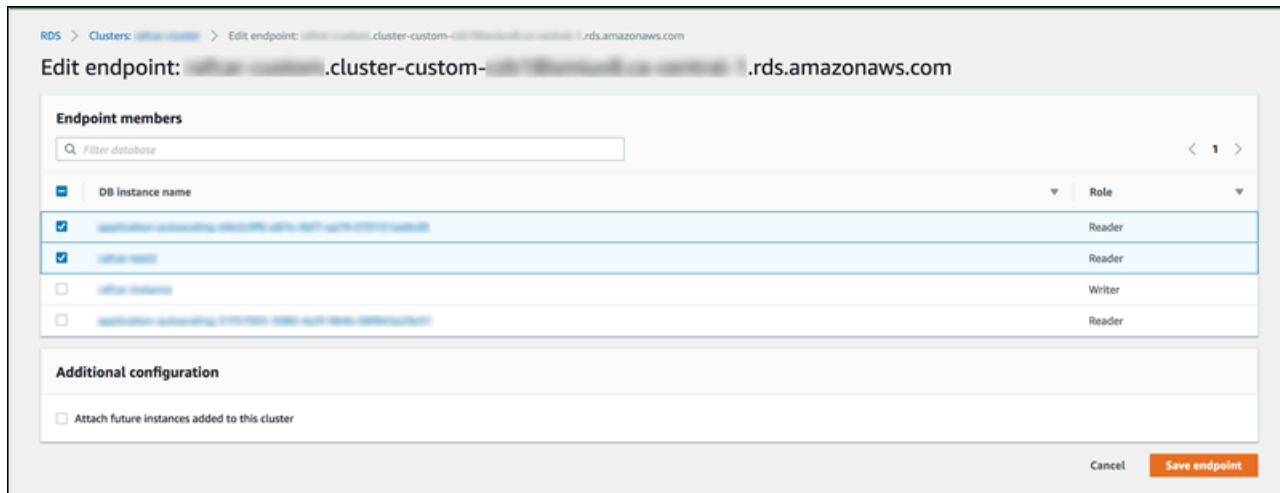 RDS > Clusters: > Edit endpoint: .cluster-custom- .rds.amazonaws.com
Edit endpoint: .cluster-custom- .rds.amazonaws.com
Endpoint members
Filter database
< 1 >
DB instance name Role
Reader
Reader
Writer
Reader
Additional configuration
Attach future instances added to this cluster
Cancel Save endpoint